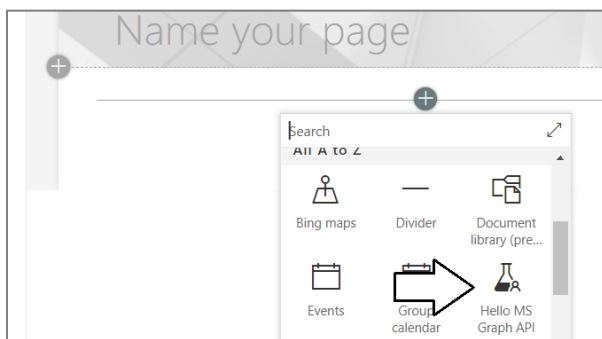 Name your page
Search
All A to Z
Bing maps
Divider
Document
library (pre...
Events
Group
calendar
Hello MS
Graph API